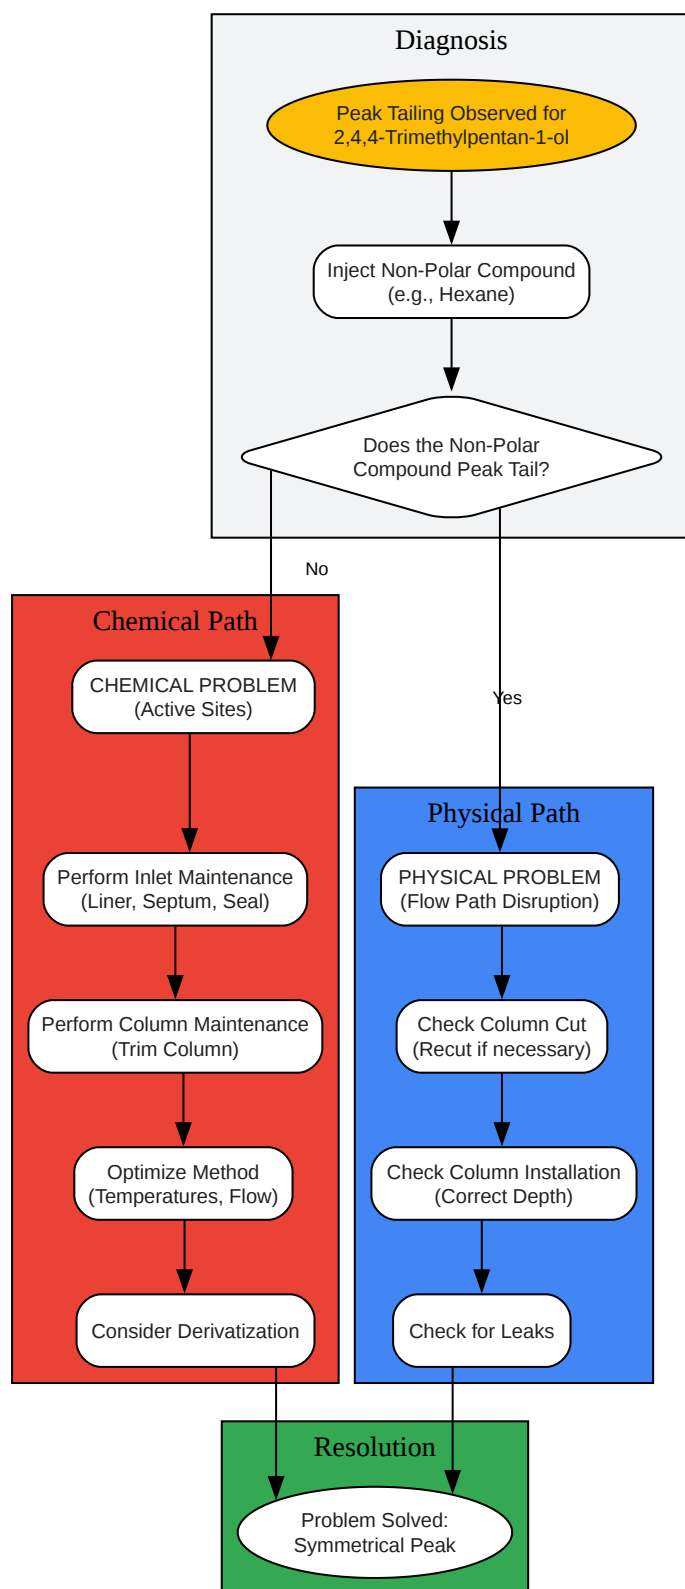 Diagnosis
Peak Tailing Observed for
2,4,4-Trimethylpentan-1-ol
Inject Non-Polar Compound
(e.g., Hexane)
Does the Non-Polar
Compound Peak Tail?
No
Yes
Chemical Path
CHEMICAL PROBLEM
(Active Sites)
Perform Inlet Maintenance
(Liner, Septum, Seal)
Perform Column Maintenance
(Trim Column)
Optimize Method
(Temperatures, Flow)
Consider Derivatization
Physical Path
PHYSICAL PROBLEM
(Flow Path Disruption)
Check Column Cut
(Recut if necessary)
Check Column Installation
(Correct Depth)
Check for Leaks
Resolution
Problem Solved:
Symmetrical Peak